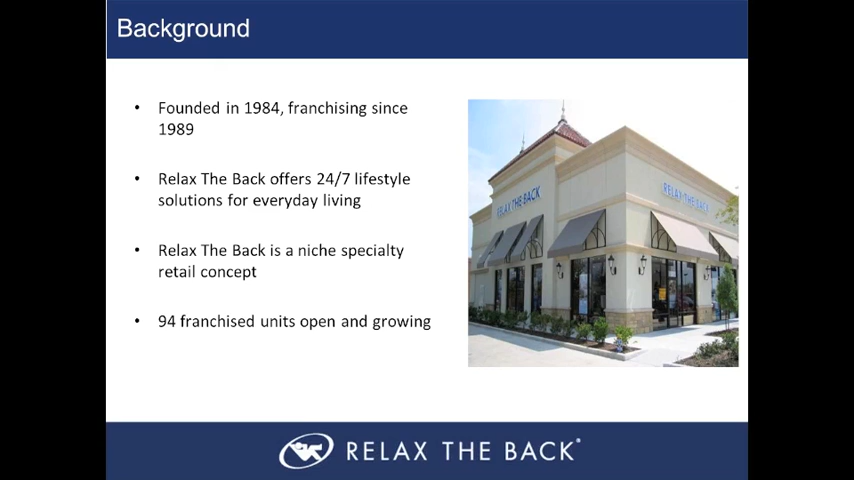 Background
• Founded in 1984, franchising since
1989
• Relax The Back offers 24/7 lifestyle
solutions for everyday living
• Relax The Back is a niche specialty
retail concept
• 94 franchised units open and growing
RELAX THE BACK
RELAX THE BACK
RELAX THE BACK®